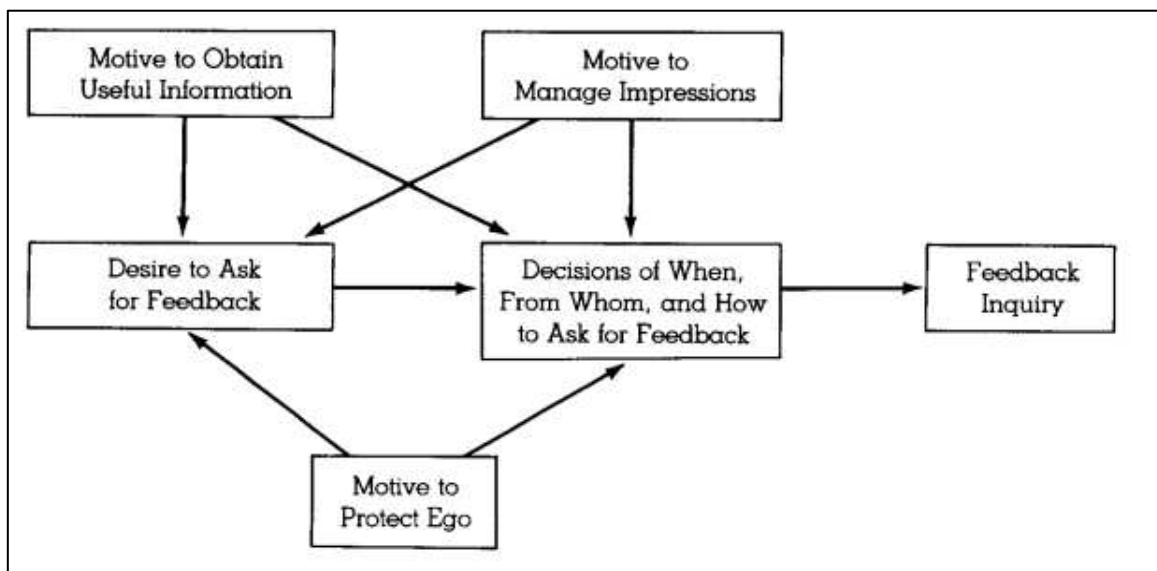 Motive to Obtain
Useful Information
Motive to
Manage Impressions
Desire to Ask
for Feedback
Decisions of When,
From Whom, and How
to Ask for Feedback
Feedback
Inquiry
Motive to
Protect Ego